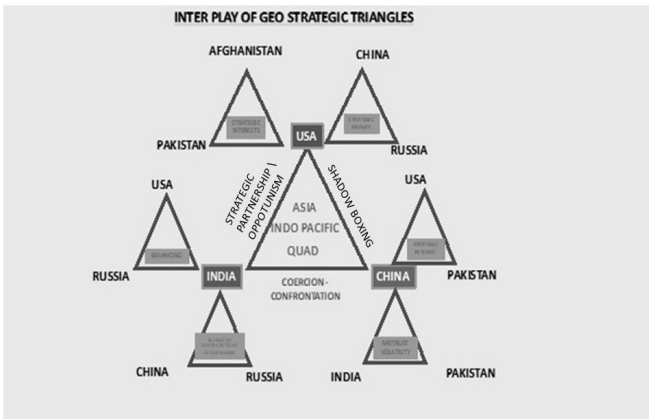 INTER PLAY OF GEO STRATEGIC TRIANGLES
AFGHANISTAN
CHINA
STRATEGIC
INTERESTS
STRATEGIC
USA
PAKISTAN
RUSSIA
USA
STRATEGIC
PARTNERSHIP \
OPPOTUNISM
SHADOW BOXING
USA
ASIA
INDO PACIFIC
QUAD
BALANCING
RUSSIA
INDIA
CHINA
PAKISTAN
COERCION-
CONFRONTATION
MISTRUST
VOLATILITY
CHINA
RUSSIA
INDIA
PAKISTAN